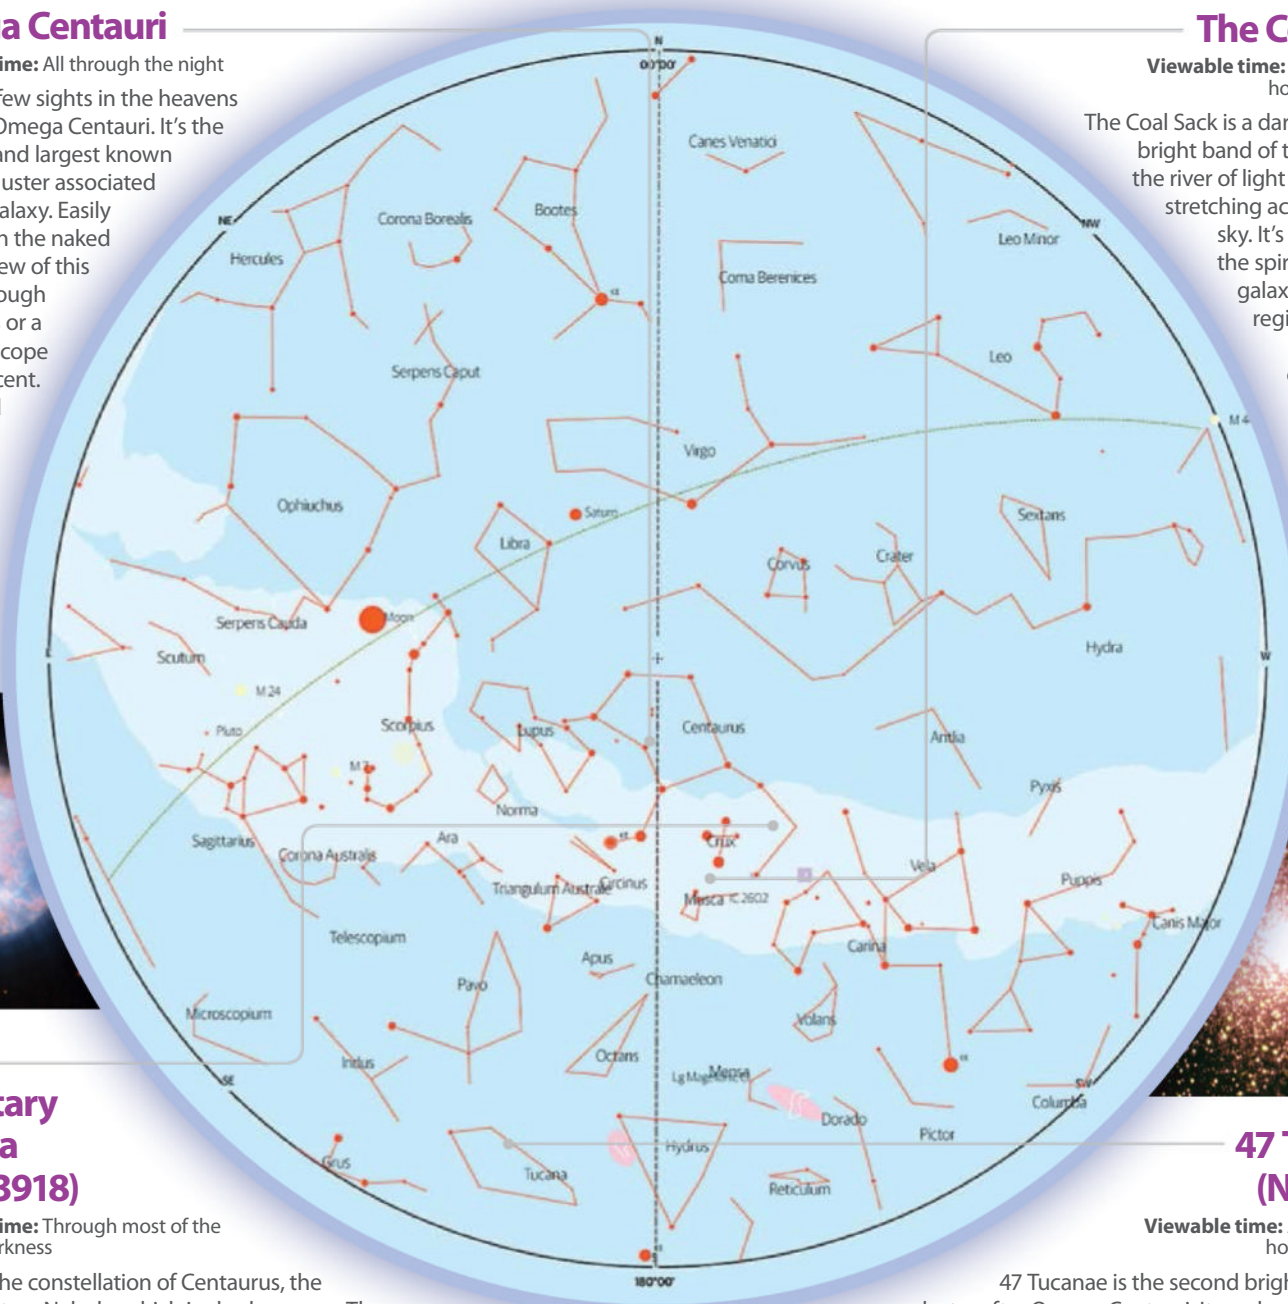 a Centauri
ime: All through the night
few sights in the heavens
Omega Centauri. It’s the
and largest known
uster associated
alaxy. Easily
n the naked
ew of this
ough
or a
cope
cent.
The C
Viewable time:
ho
The Coal Sack is a dar
bright band of t
the river of light
stretching ac
sky. It’s
the spir
galax
regi
N
00°00'
Canes Venatici
NE
Corona Borealis
Bootes
NW
Leo Minor
Hercules
Coma Berenices
α
Serpens Caput
Leo
M 4
Virgo
Ophiuchus
Saturn
Libra
Sextans
Corvus
Crater
Moon
Serpens Cauda
Scutum
Hydra
E
W
M 24
Pluto
Scorpius
Lupus
Centaurus
Antlia
M 7
Pyxis
Norma
Sagittarius
Ara
α
Crux
Corona Australis
Vela
Circinus
Triangulum Australe
Musca
IC 2602
Puppis
Canis Major
Telescopium
Carina
Apus
Chamaeleon
Pavo
Microscopium
Volans
Octans
Indus
α
Mensa
SE
SW
Columba
Dorado
Pictor
Hydrus
Grus
Tucana
Reticulum
S
180°00'
tary
a
3918)
ime: Through most of the
rkness
he constellation of Centaurus, the
47 T
(N
Viewable time:
ho
47 Tucanae is the second brigh